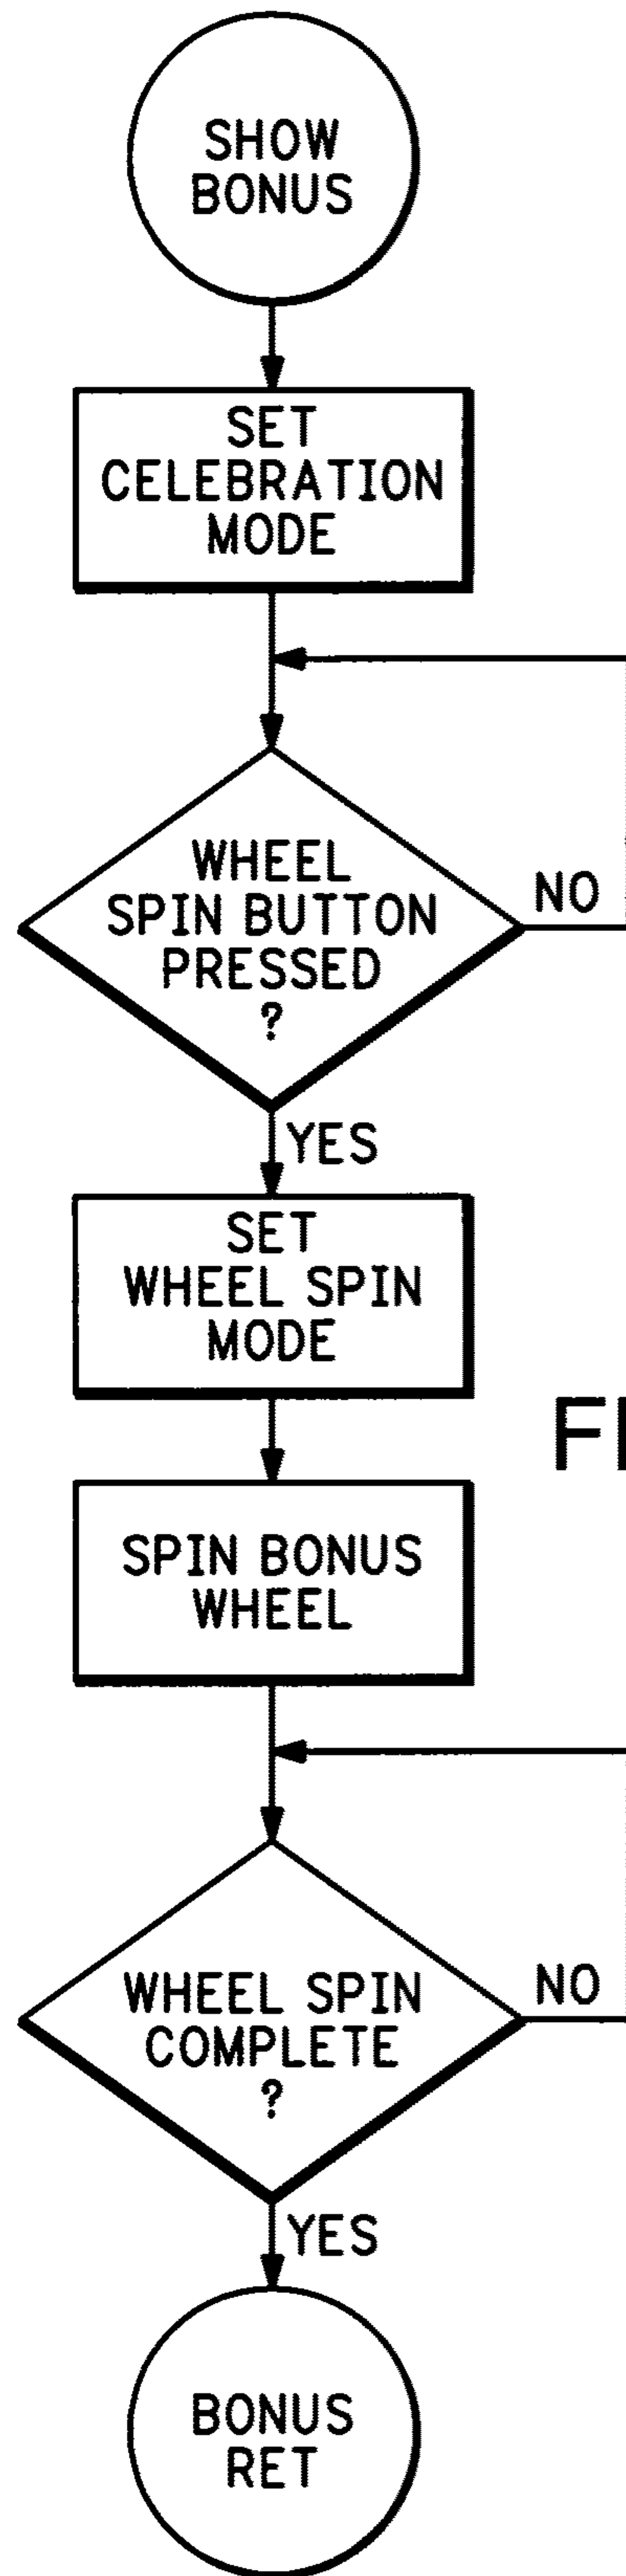 SHOW
BONUS
SET
CELEBRATION
MODE
WHEEL
SPIN BUTTON
PRESSED
?
NO
YES
SET
WHEEL SPIN
MODE
SPIN BONUS
WHEEL
WHEEL SPIN
COMPLETE
?
NO
YES
BONUS
RET